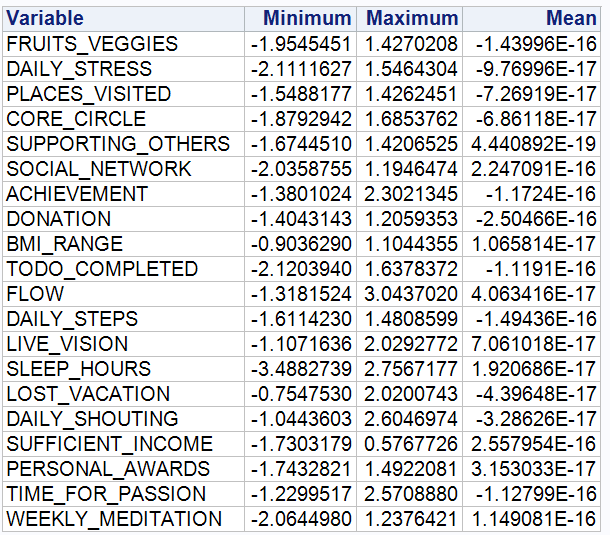 Variable Minimum Maximum Mean
FRUITS_VEGGIES -1.9545451 1.4270208 -1.43996E-16
DAILY_STRESS -2.1111627 1.5464304 -9.76996E-17
PLACES_VISITED -1.5488177 1.4262451 -7.26919E-17
CORE_CIRCLE -1.8792942 1.6853762 -6.86118E-17
SUPPORTING_OTHERS -1.6744510 1.4206525 4.440892E-19
SOCIAL_NETWORK -2.0358755 1.1946474 2.247091E-16
ACHIEVEMENT -1.3801024 2.3021345 -1.1724E-16
DONATION -1.4043143 1.2059353 -2.50466E-16
BMI_RANGE -0.9036290 1.1044355 1.065814E-17
TODO_COMPLETED -2.1203940 1.6378372 -1.1191E-16
FLOW -1.3181524 3.0437020 4.063416E-17
DAILY_STEPS -1.6114230 1.4808599 -1.49436E-16
LIVE_VISION -1.1071636 2.0292772 7.061018E-17
SLEEP_HOURS -3.4882739 2.7567177 1.920686E-17
LOST_VACATION -0.7547530 2.0200743 -4.39648E-17
DAILY_SHOUTING -1.0443603 2.6046974 -3.28626E-17
SUFFICIENT_INCOME -1.7303179 0.5767726 2.557954E-16
PERSONAL_AWARDS -1.7432821 1.4922081 3.153033E-17
TIME_FOR_PASSION -1.2299517 2.5708880 -1.12799E-16
WEEKLY_MEDITATION -2.0644980 1.2376421 1.149081E-16